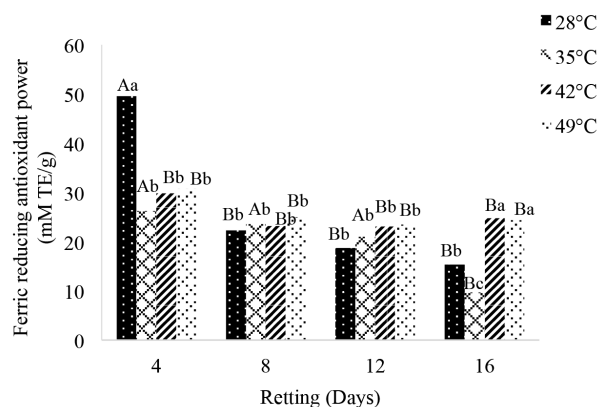 28°C
35°C
42°C
49°C
Ferric reducing antioxidant power
(mM TE/g)
60
50
40
30
20
10
0
Aa
Ab
Bb
Bb
Bb
Ab
Bb
Bb
Bb
Ab
Bb
Bb
Bb
Bc
Ba
Ba
4
8
12
16
Retting (Days)